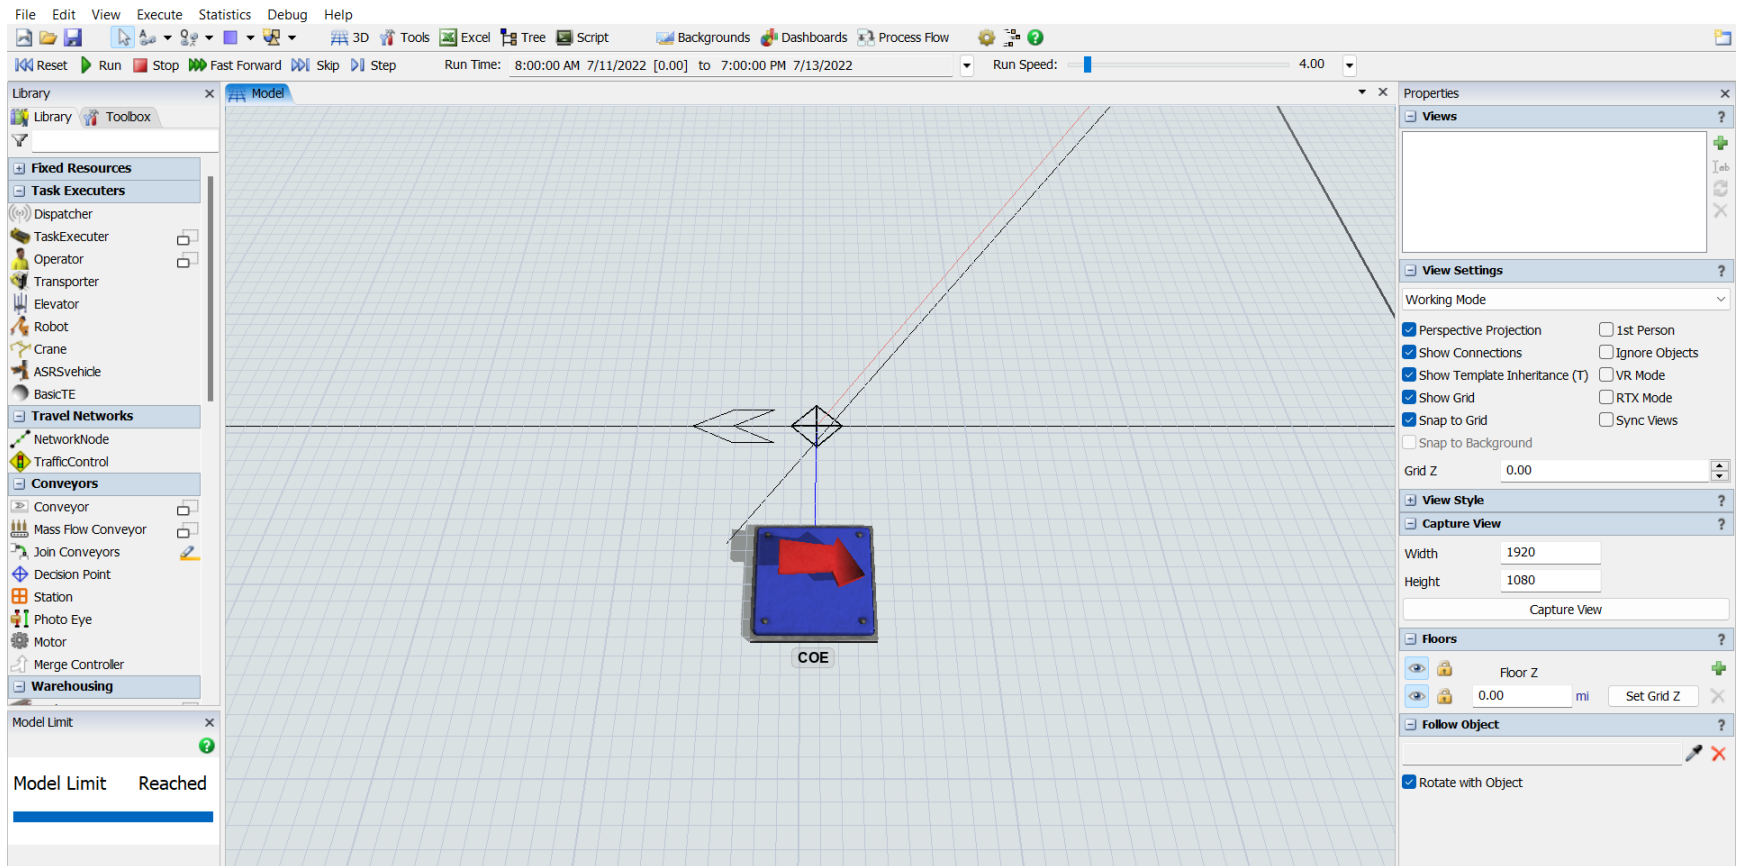 File Edit View Execute Statistics Debug Help
3D Tools Excel Tree Script Backgrounds Dashboards Process Flow
Reset Run Stop Fast Forward Skip Step Run Time: 8:00:00 AM 7/11/2022 [0.00] to 7:00:00 PM 7/13/2022 Run Speed: 4.00
Library
Library Toolbox
Fixed Resources
Task Executers
Dispatcher
TaskExecuter
Operator
Transporter
Elevator
Robot
Crane
ASRSvehicle
BasicTE
Travel Networks
NetworkNode
TrafficControl
Conveyors
Conveyor
Mass Flow Conveyor
Join Conveyors
Decision Point
Station
Photo Eye
Motor
Merge Controller
Warehousing
Model Limit
Model Limit Reached
Model
COE
Properties
Views
View Settings
Working Mode
Perspective Projection 1st Person
Show Connections Ignore Objects
Show Template Inheritance (T) VR Mode
Show Grid RTX Mode
Snap to Grid Sync Views
Snap to Background
Grid Z 0.00
View Style
Capture View
Width 1920
Height 1080
Capture View
Floors
Floor Z
0.00 mi Set Grid Z
Follow Object
Rotate with Object